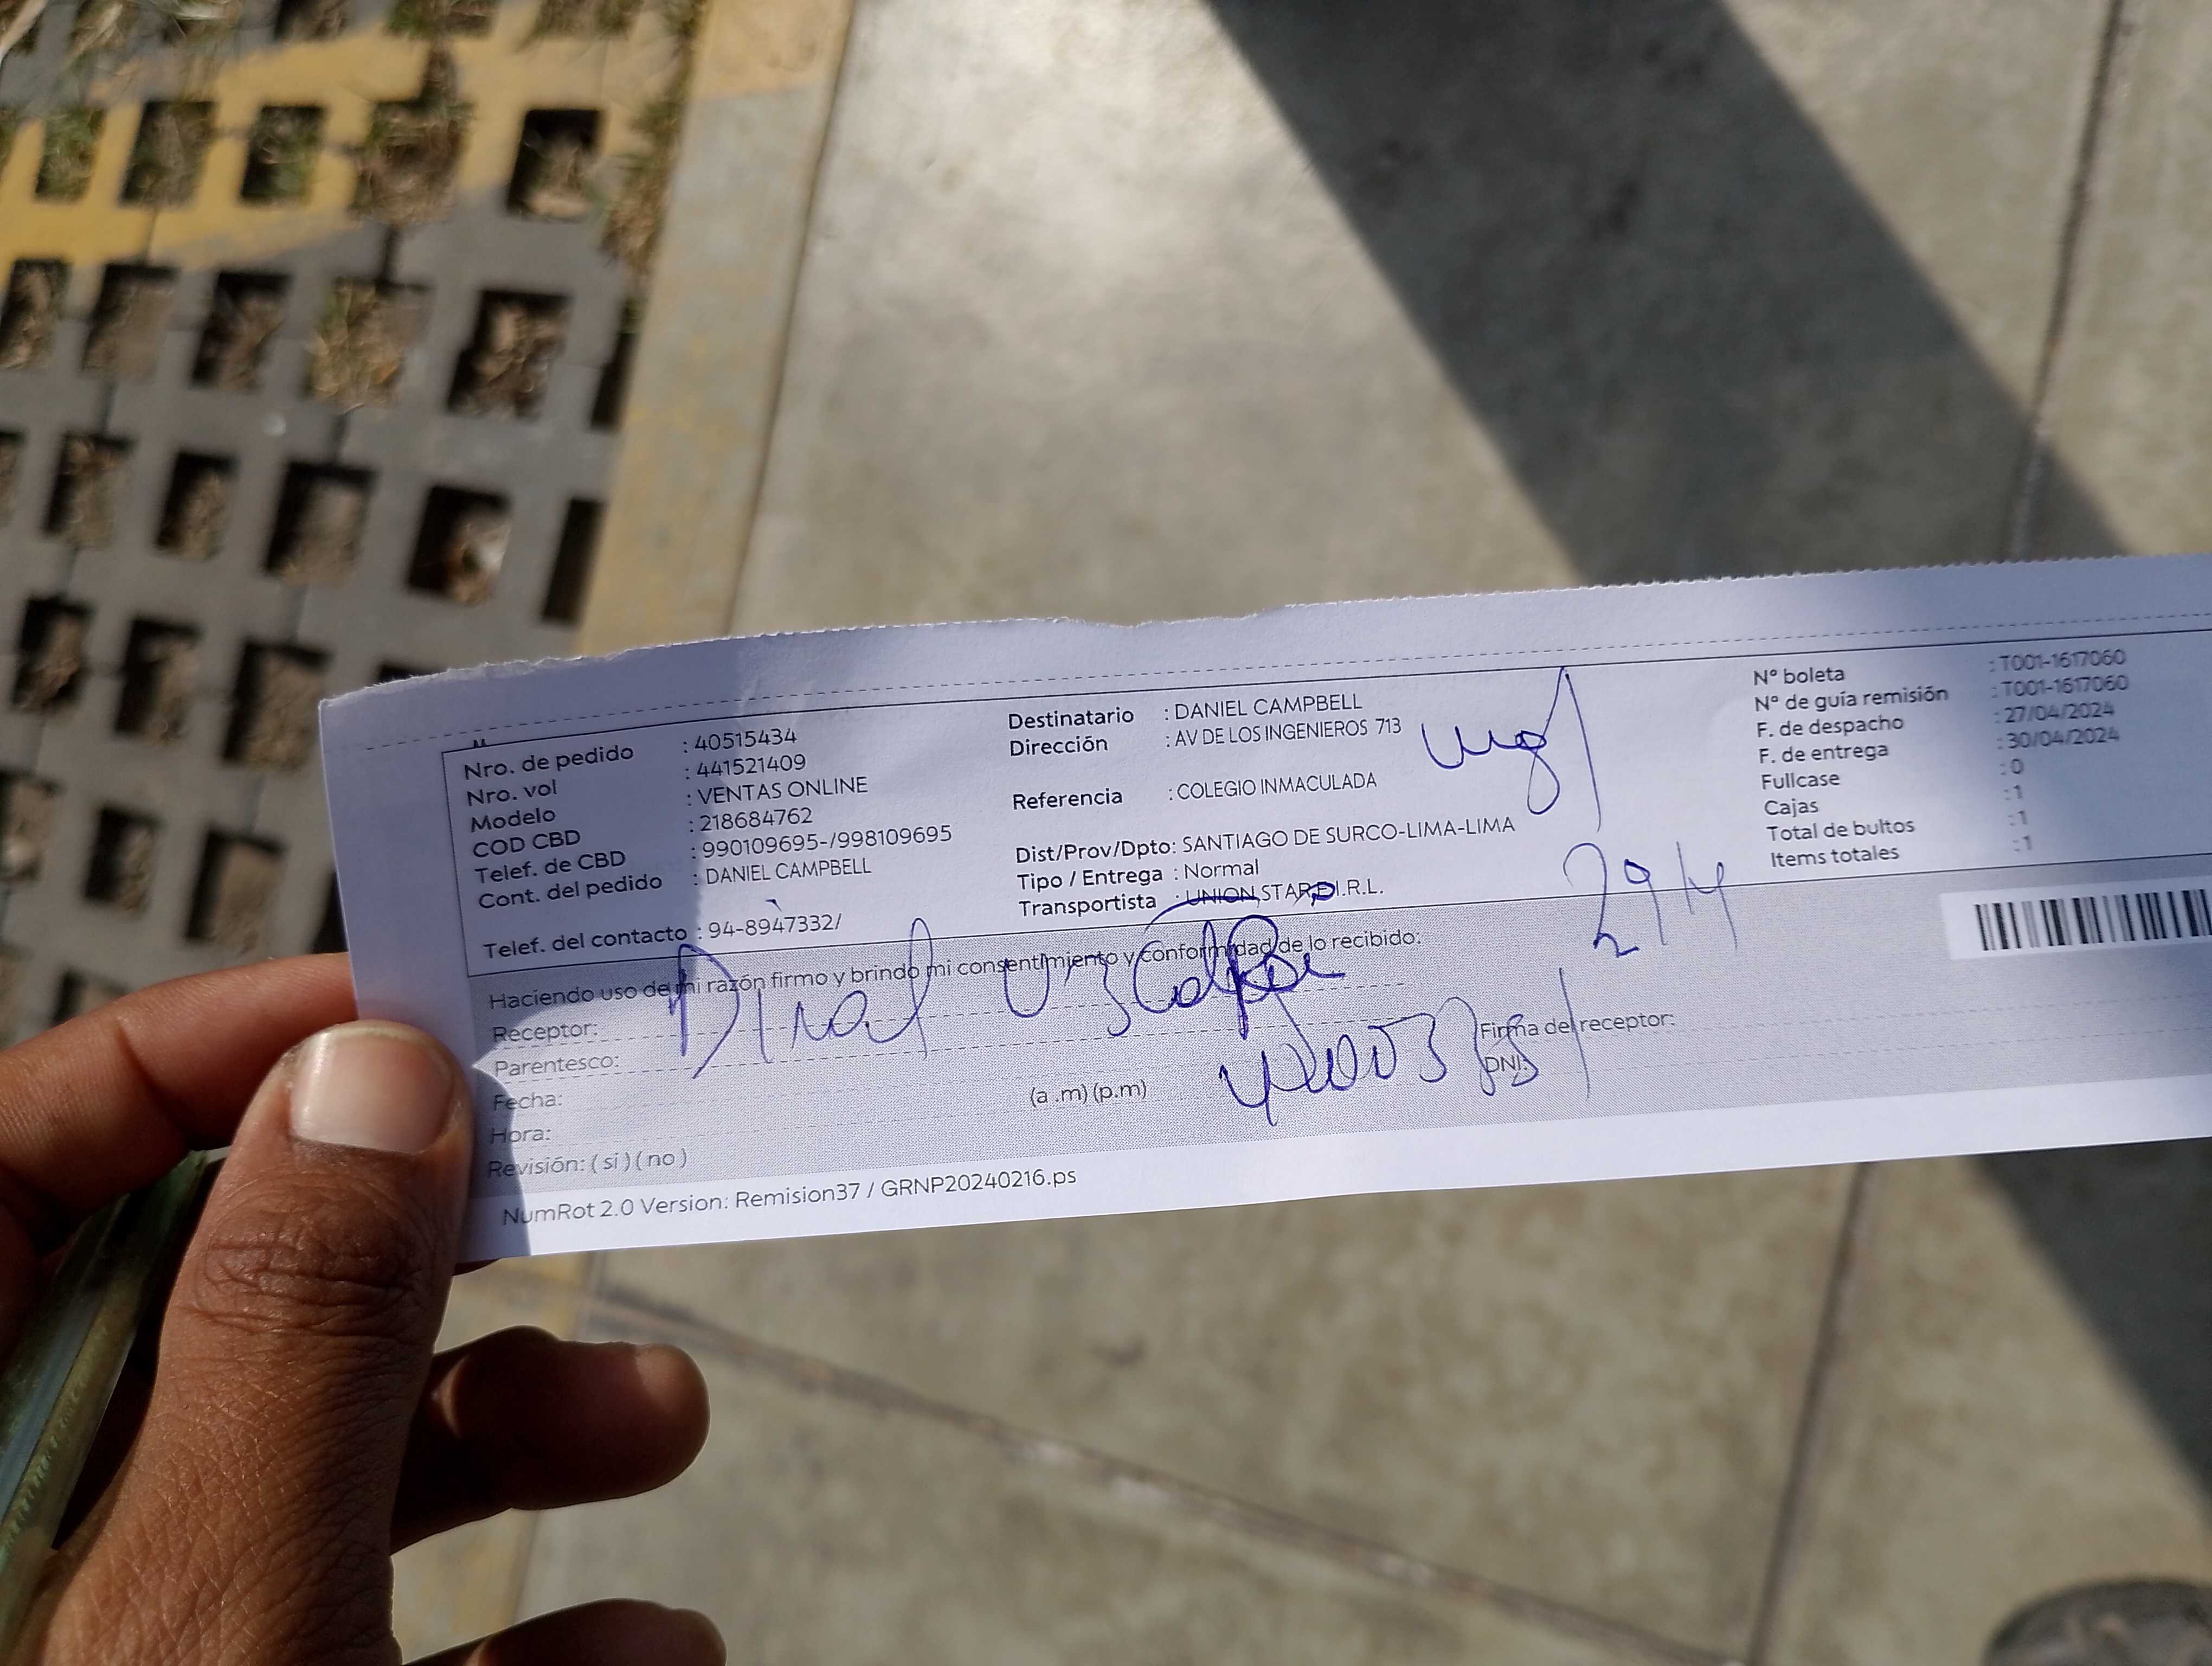 Nro. de pedido : 40515434
Nro. vol : 441521409
Modelo : VENTAS ONLINE
COD CBD : 218684762
Telef. de CBD : 990109695-/998109695
Cont. del pedido : DANIEL CAMPBELL
Telef. del contacto : 94-8947332/
Destinatario : DANIEL CAMPBELL
Dirección : AV DE LOS INGENIEROS 713
Referencia : COLEGIO INMACULADA
Dist/Prov/Dpto: SANTIAGO DE SURCO-LIMA-LIMA
Tipo / Entrega : Normal
Transportista : UNION STAR E.I.R.L.
Nº boleta : T001-1617060
Nº de guía remisión : T001-1617060
F. de despacho : 27/04/2024
F. de entrega : 30/04/2024
Fullcase : 0
Cajas : 1
Total de bultos : 1
Items totales : 1
29/4
Haciendo uso de mi razón firmo y brindo mi consentimiento y conformidad de lo recibido:
Receptor:
Parentesco:
Fecha:
Hora: (a .m) (p.m)
Revisión: ( si ) ( no )
Firma del receptor:
DNI:
NumRot 2.0 Version: Remision37 / GRNP20240216.ps